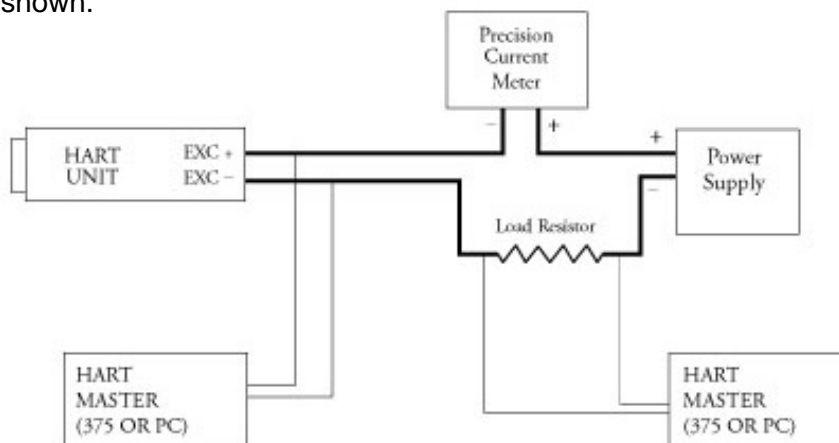 shown.
Precision
Current
Meter
− +
HART
UNIT
EXC +
EXC −
+
−
Power
Supply
Load Resistor
HART
MASTER
(375 OR PC)
HART
MASTER
(375 OR PC)